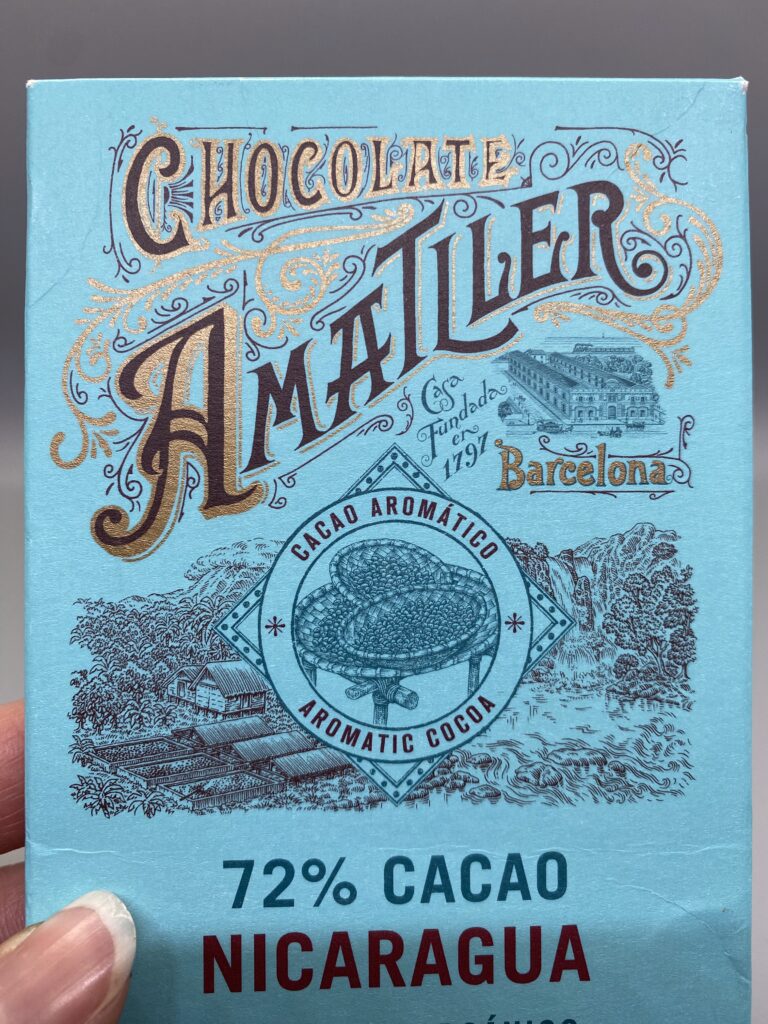 CHOCOLATE
AMATLLER
Casa
Fundada
en
1797
Barcelona
CACAO AROMÁTICO
* *
AROMATIC COCOA
72% CACAO
NICARAGUA